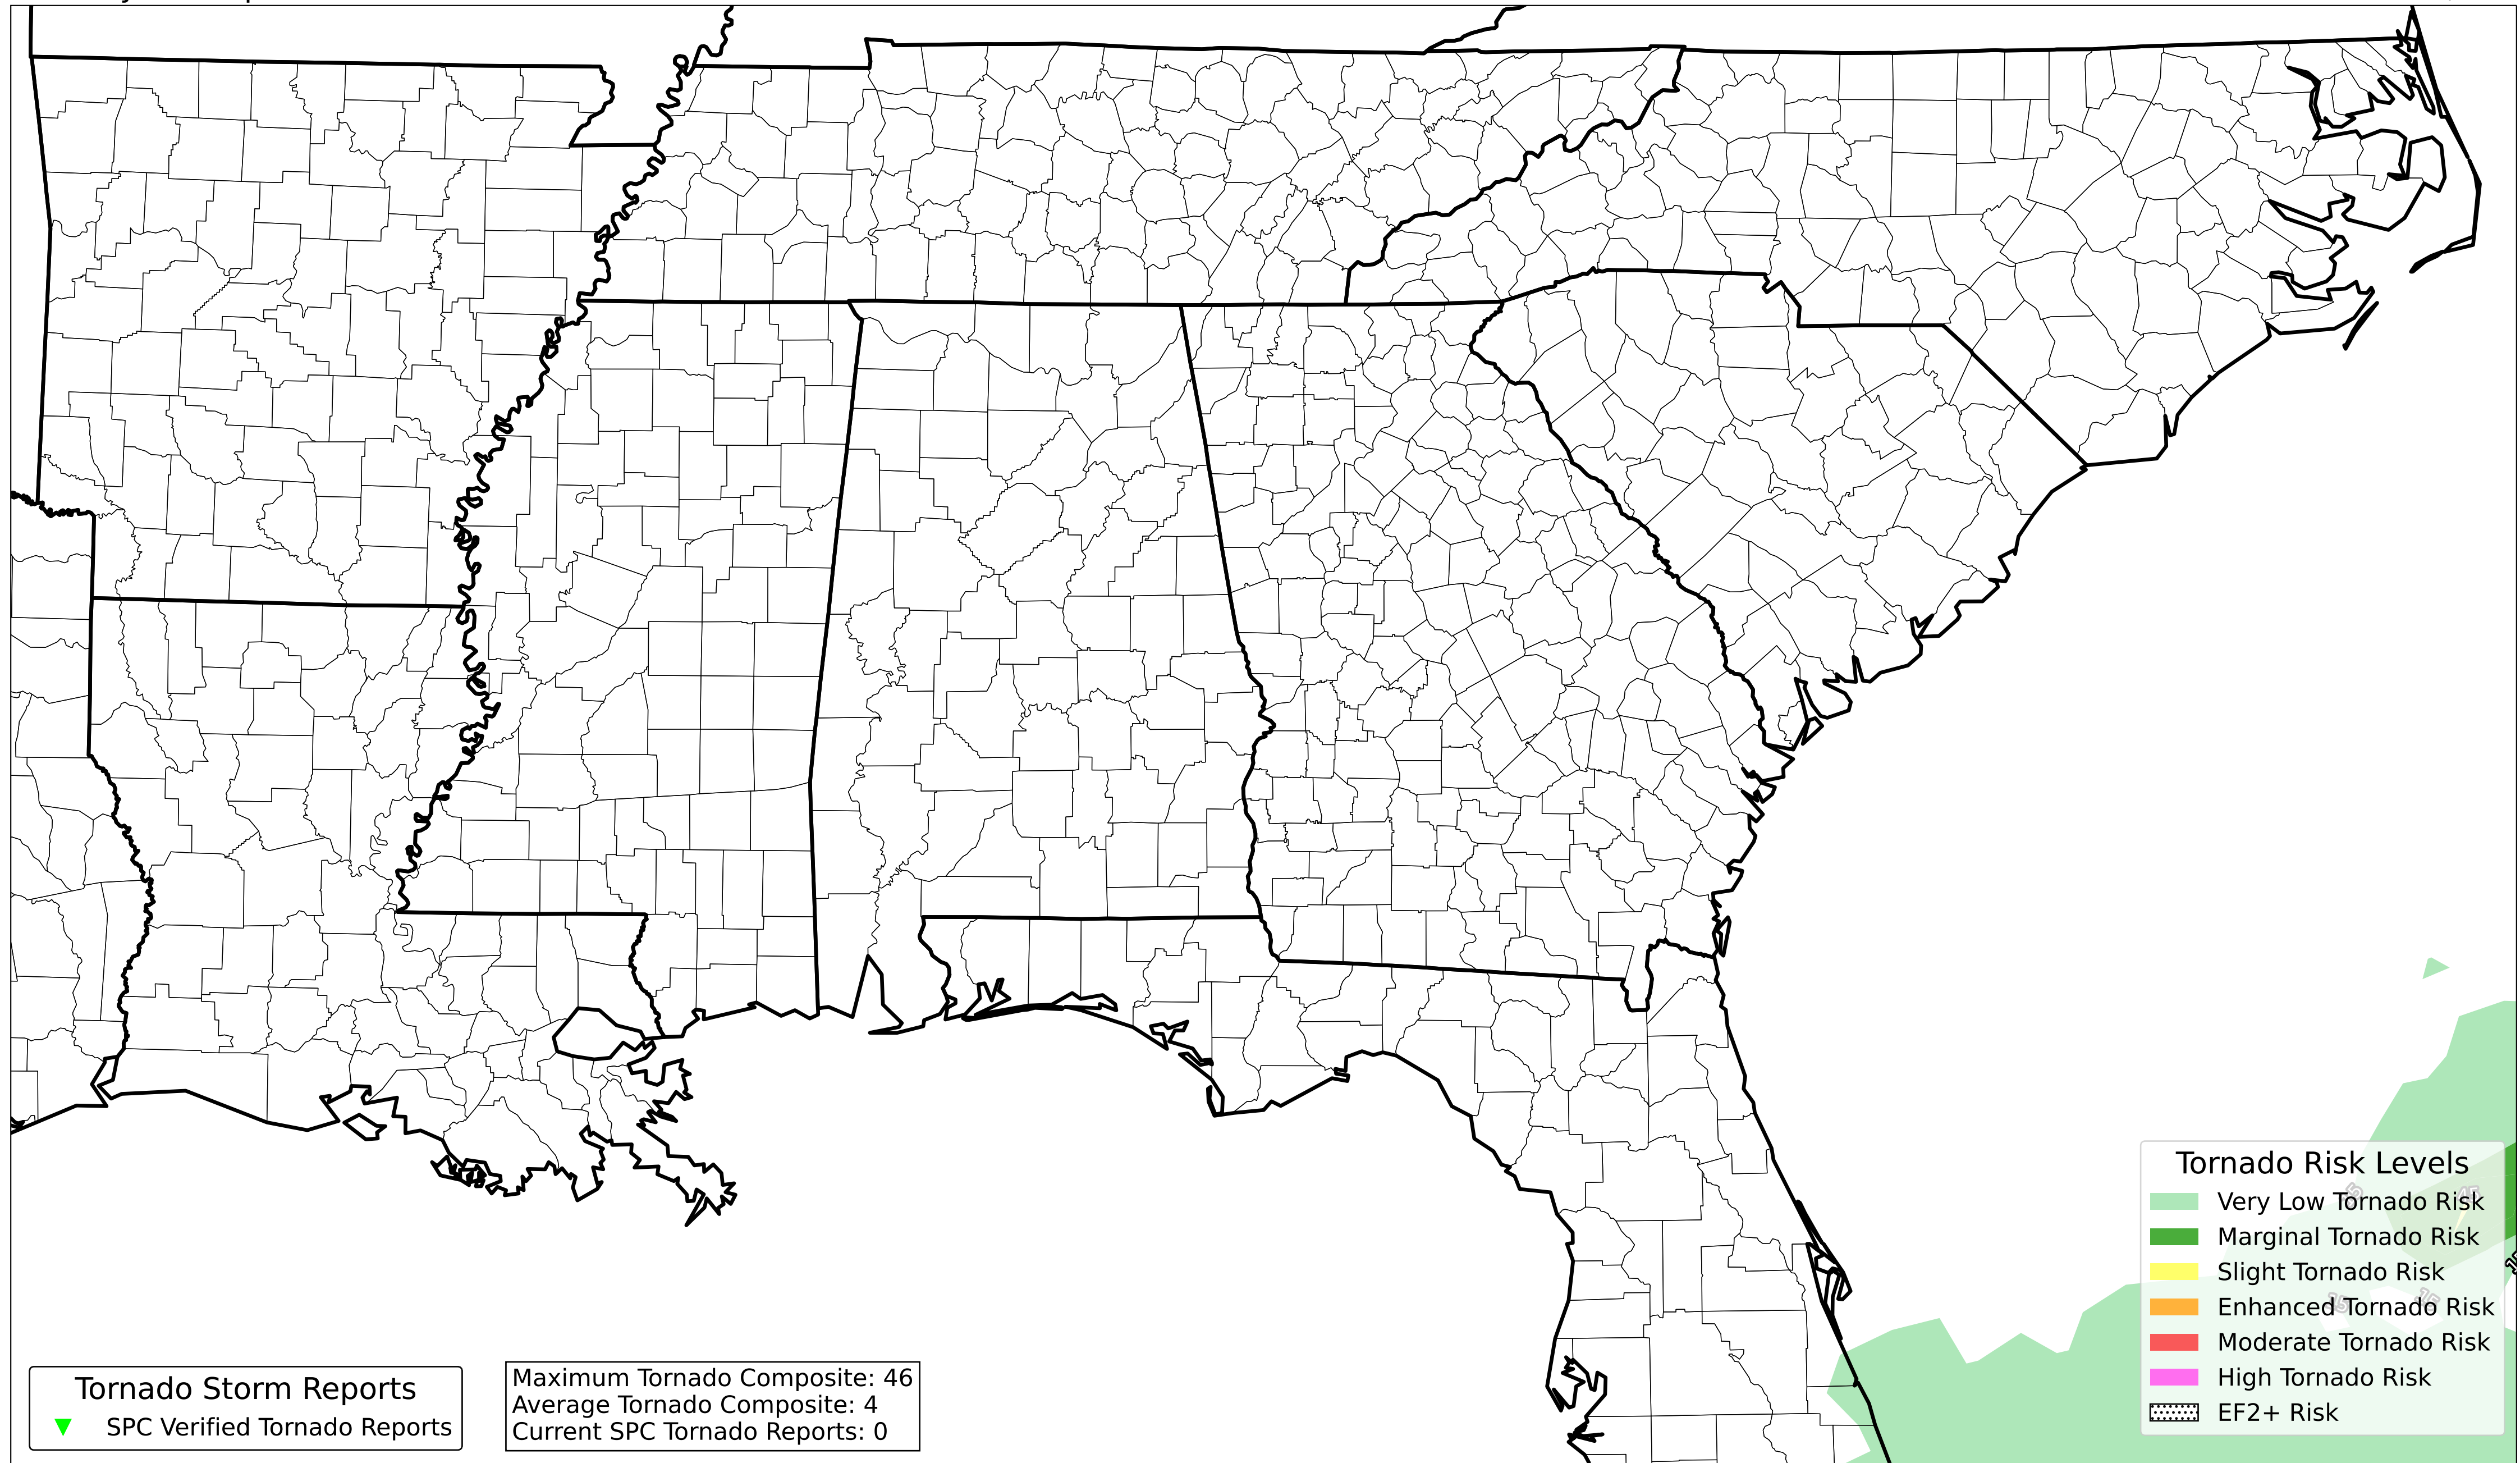 Tornado Risk Levels
Very Low Tornado Risk
Marginal Tornado Risk
Slight Tornado Risk
Enhanced Tornado Risk
Moderate Tornado Risk
High Tornado Risk
EF2+ Risk
15
15
Tornado Storm Reports
SPC Verified Tornado Reports
Maximum Tornado Composite: 46
Average Tornado Composite: 4
Current SPC Tornado Reports: 0